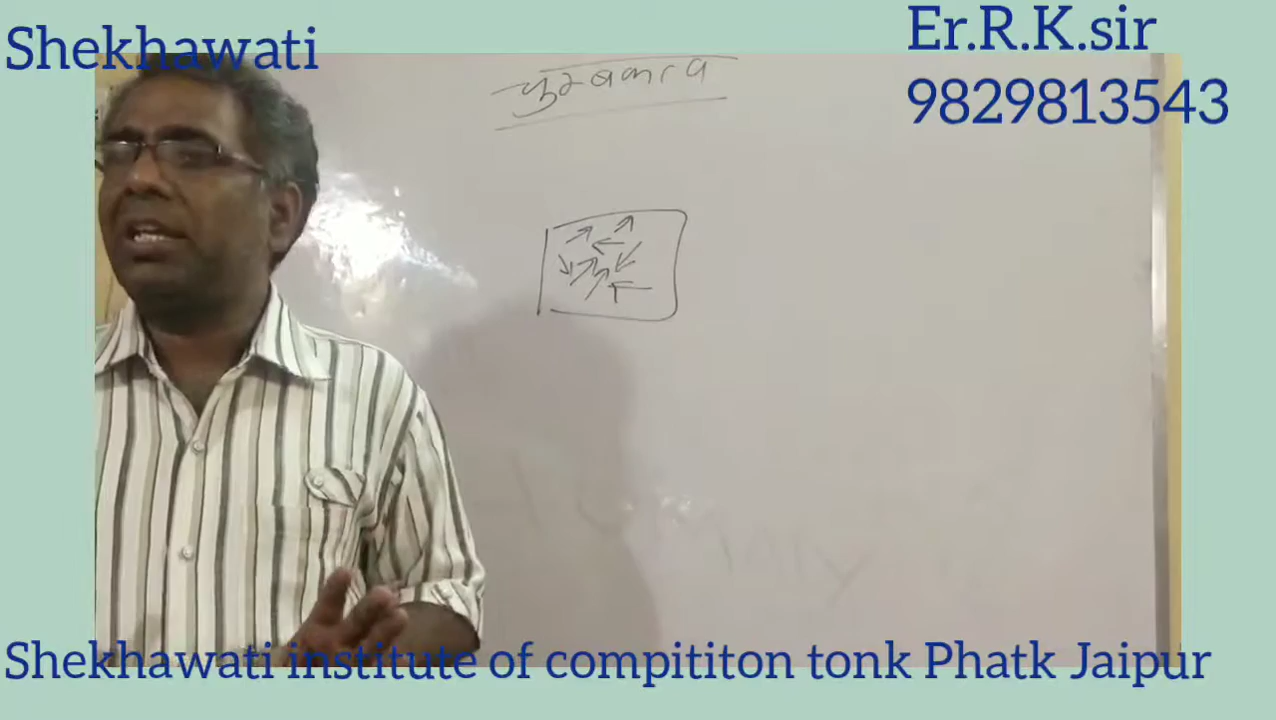 Shekhawati
Er.R.K.sir
9829813543
चुम्बकत्व
Shekhawati institute of compititon tonk Phatk Jaipur